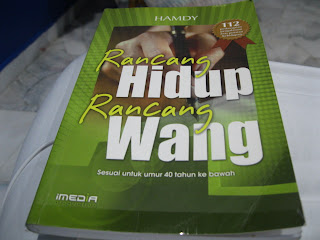 HAMDY
112
Rancang
Hidup
Rancang
Wang
Sesuai untuk umur 40 tahun ke bawah
iMEDIA